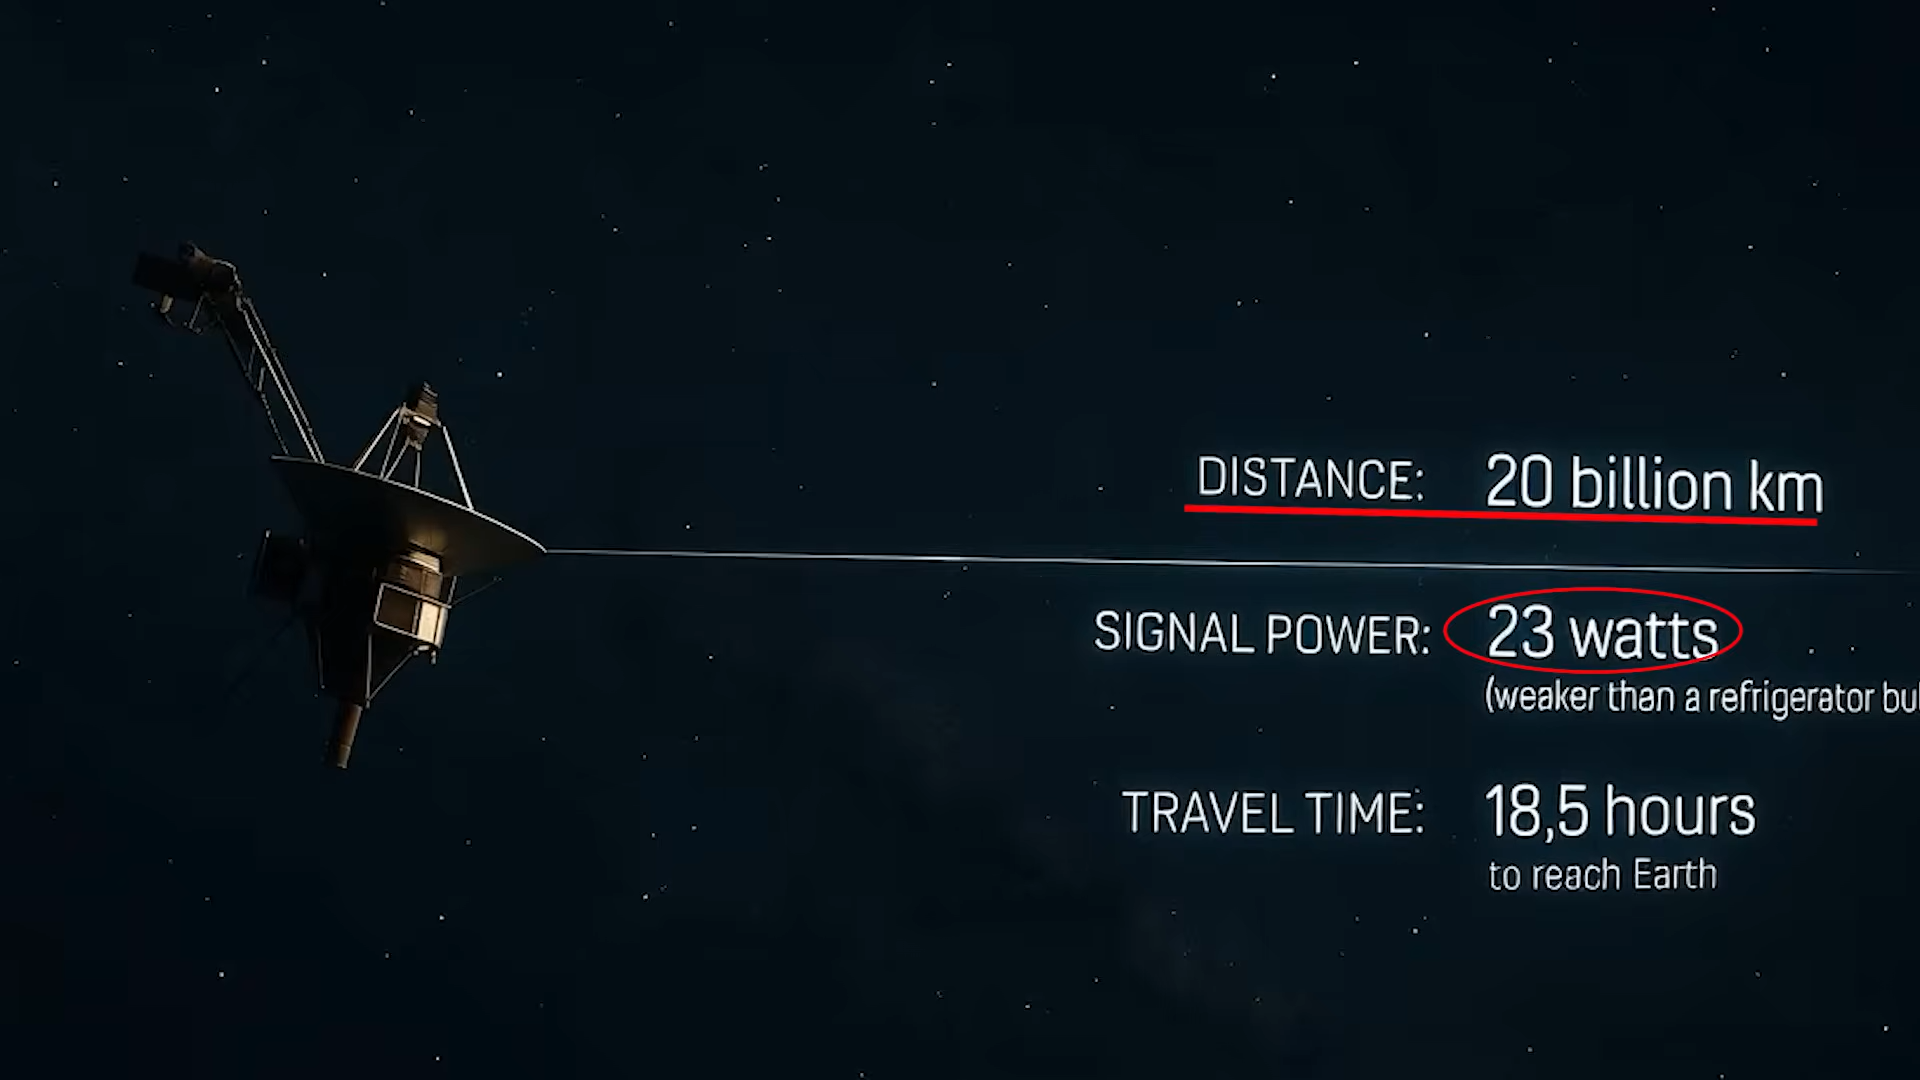 DISTANCE: 20 billion km
SIGNAL POWER: 23 watts
(weaker than a refrigerator
TRAVEL TIME: 18,5 hours
to reach Earth